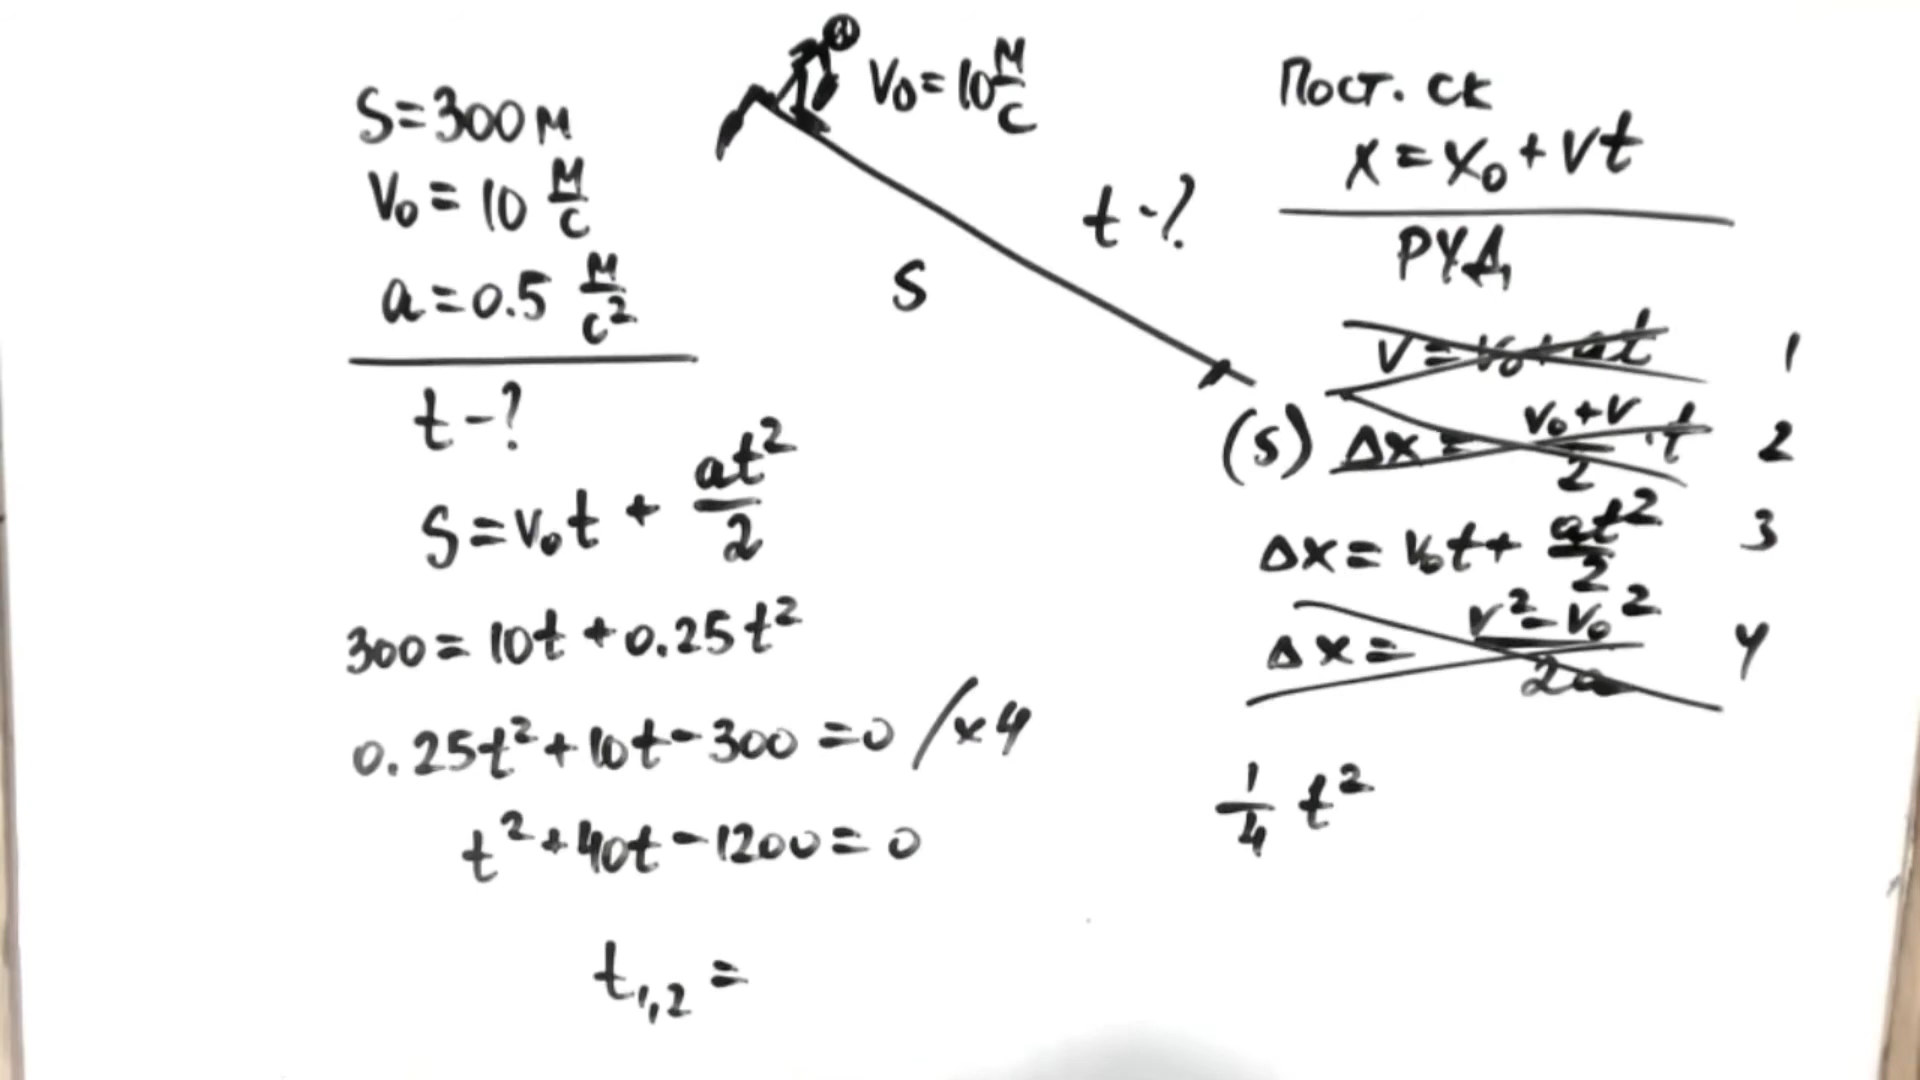 S=300м
V₀ = 10 м/с
a = 0.5 м/с²
t - ?
S = v₀t + at²/2
300 = 10t + 0.25t²
0.25t² + 10t - 300 = 0 / ×4
t² + 40t - 1200 = 0
t₁,₂ =
V₀ = 10 м/с
t - ?
S
Пост. ск
x = x₀ + vt
РУД
v = v₀ + at 1
(S) Δx = v₀ + v/2 · t 2
Δx = v₀t + at²/2 3
Δx = v² - v₀²/2a 4
1/4 t²